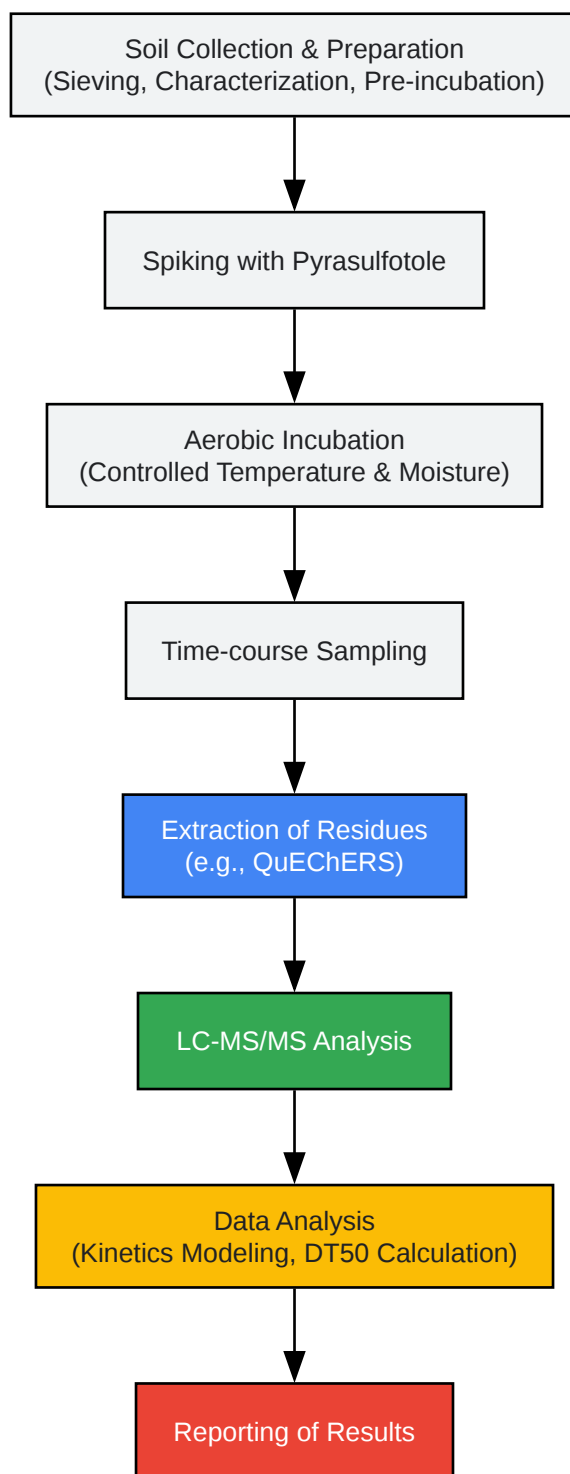 Soil Collection & Preparation
(Sieving, Characterization, Pre-incubation)
Spiking with Pyrasulfotole
Aerobic Incubation
(Controlled Temperature & Moisture)
Time-course Sampling
Extraction of Residues
(e.g., QuEChERS)
LC-MS/MS Analysis
Data Analysis
(Kinetics Modeling, DT50 Calculation)
Reporting of Results